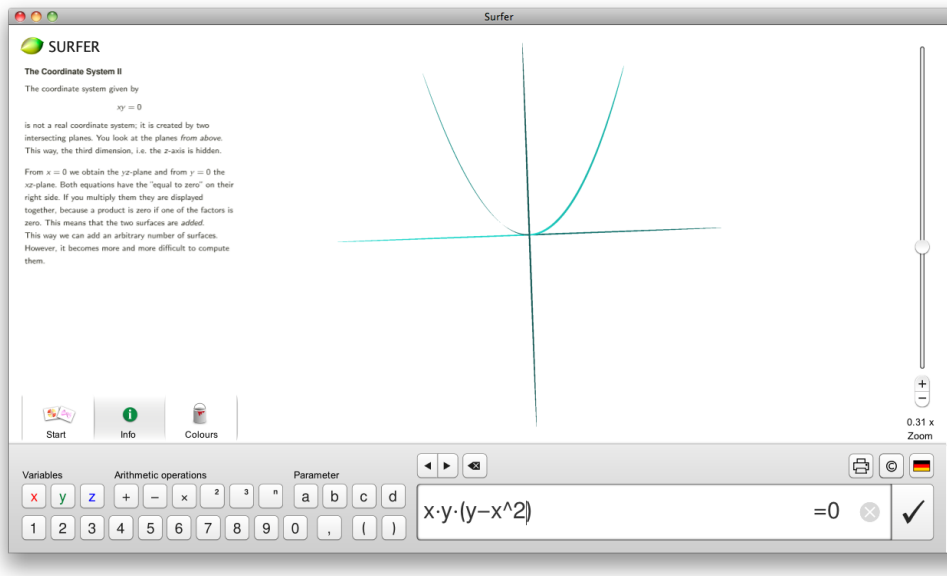 Surfer
SURFER
The Coordinate System II
The coordinate system given by
xy = 0
is not a real coordinate system; it is created by two
intersecting planes. You look at the planes from above.
This way, the third dimension, i.e. the z-axis is hidden.
From x = 0 we obtain the yz-plane and from y = 0 the
xz-plane. Both equations have the "equal to zero" on their
right side. If you multiply them they are displayed
together, because a product is zero if one of the factors is
zero. This means that the two surfaces are added.
This way we can add an arbitrary number of surfaces.
However, it becomes more and more difficult to compute
them.
+
−
0.31 x
Zoom
Start Info Colours
Variables Arithmetic operations Parameter
x y z + − × 2 3 n a b c d
1 2 3 4 5 6 7 8 9 0 , ( )
©
x·y·(y−x^2) =0